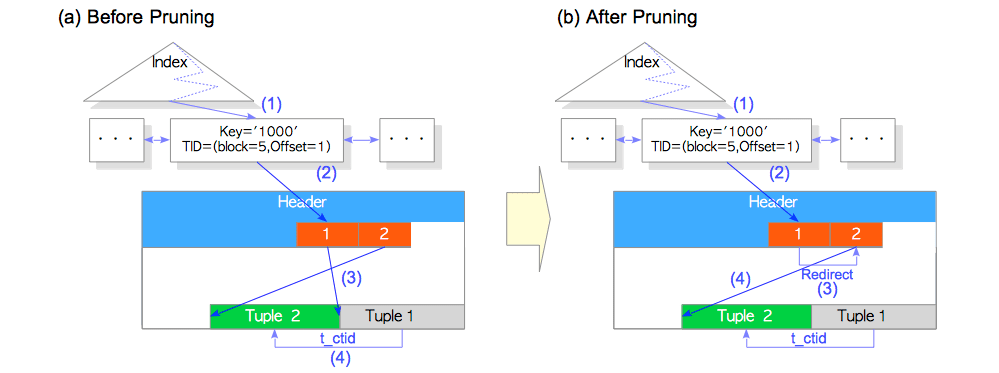 (a) Before Pruning
Index
(1)
. . .
Key='1000'
TID=(block=5,Offset=1)
. . .
(2)
Header
1
2
(3)
Tuple 2
Tuple 1
t_ctid
(4)
(b) After Pruning
Index
(1)
. . .
Key='1000'
TID=(block=5,Offset=1)
. . .
(2)
Header
1
2
Redirect
(3)
(4)
Tuple 2
Tuple 1
t_ctid